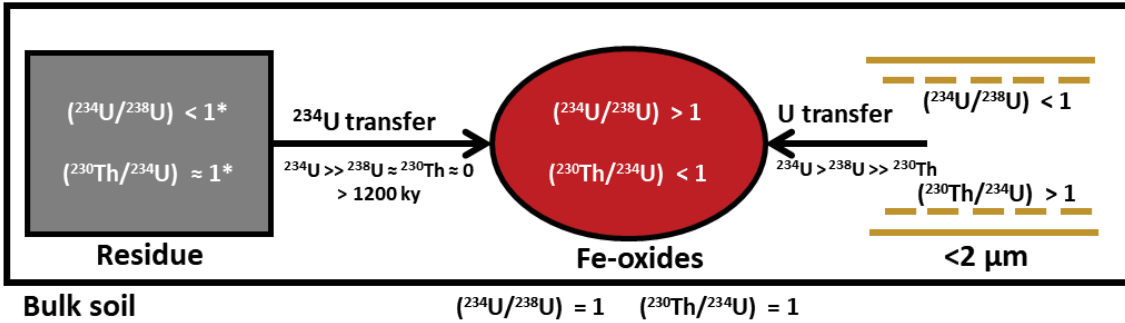 (²³⁴U/²³⁸U) < 1*
(²³⁰Th/²³⁴U) ≈ 1*
Residue
²³⁴U transfer
²³⁴U >> ²³⁸U ≈ ²³⁰Th ≈ 0
> 1200 ky
(²³⁴U/²³⁸U) > 1
(²³⁰Th/²³⁴U) < 1
Fe-oxides
U transfer
²³⁴U > ²³⁸U >> ²³⁰Th
(²³⁴U/²³⁸U) < 1
(²³⁰Th/²³⁴U) > 1
<2 µm
Bulk soil
(²³⁴U/²³⁸U) = 1 (²³⁰Th/²³⁴U) = 1